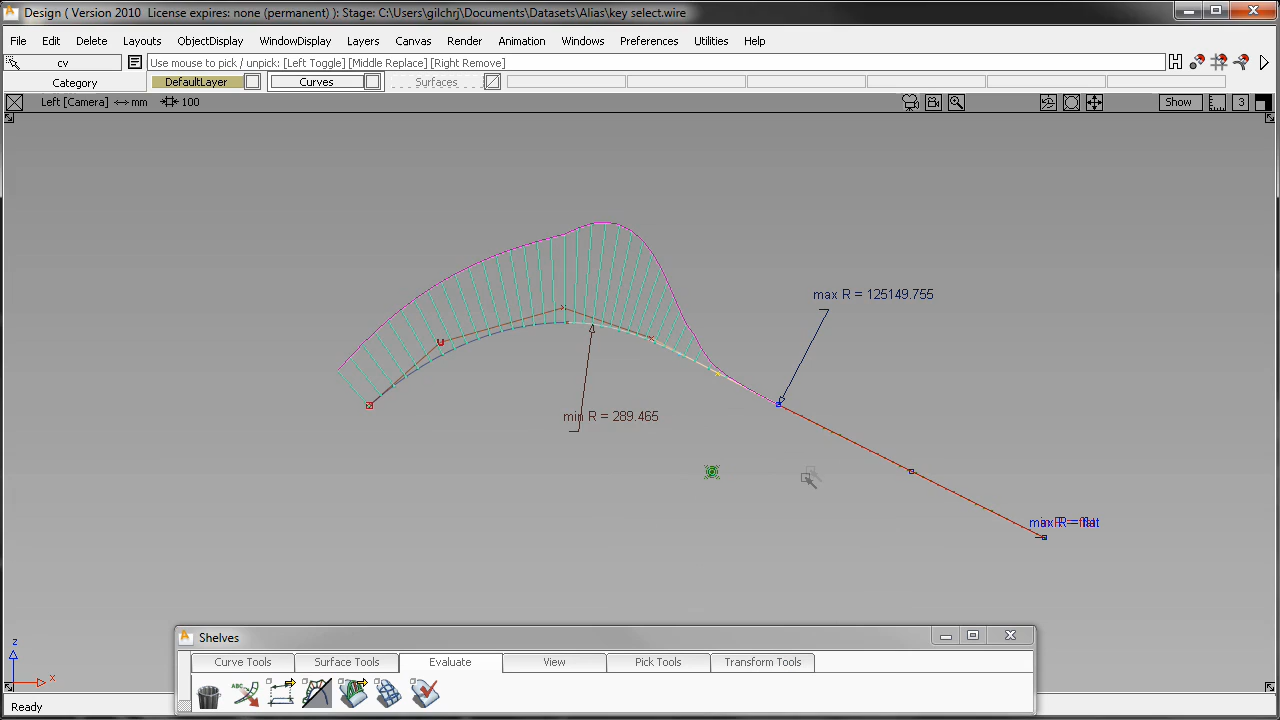 Design ( Version 2010 License expires: none (permanent) ): Stage: C:\Users\gilchrj\Documents\Datasets\Alias\key select.wire
File Edit Delete Layouts ObjectDisplay WindowDisplay Layers Canvas Render Animation Windows Preferences Utilities Help
cv Use mouse to pick / unpick: [Left Toggle] [Middle Replace] [Right Remove]
Category DefaultLayer Curves Surfaces
Left [Camera] mm 100 Show 3
max R = 125149.755
min R = 289.465
max R = flat
z
x
Shelves
Curve Tools Surface Tools Evaluate View Pick Tools Transform Tools
ABC
Ready